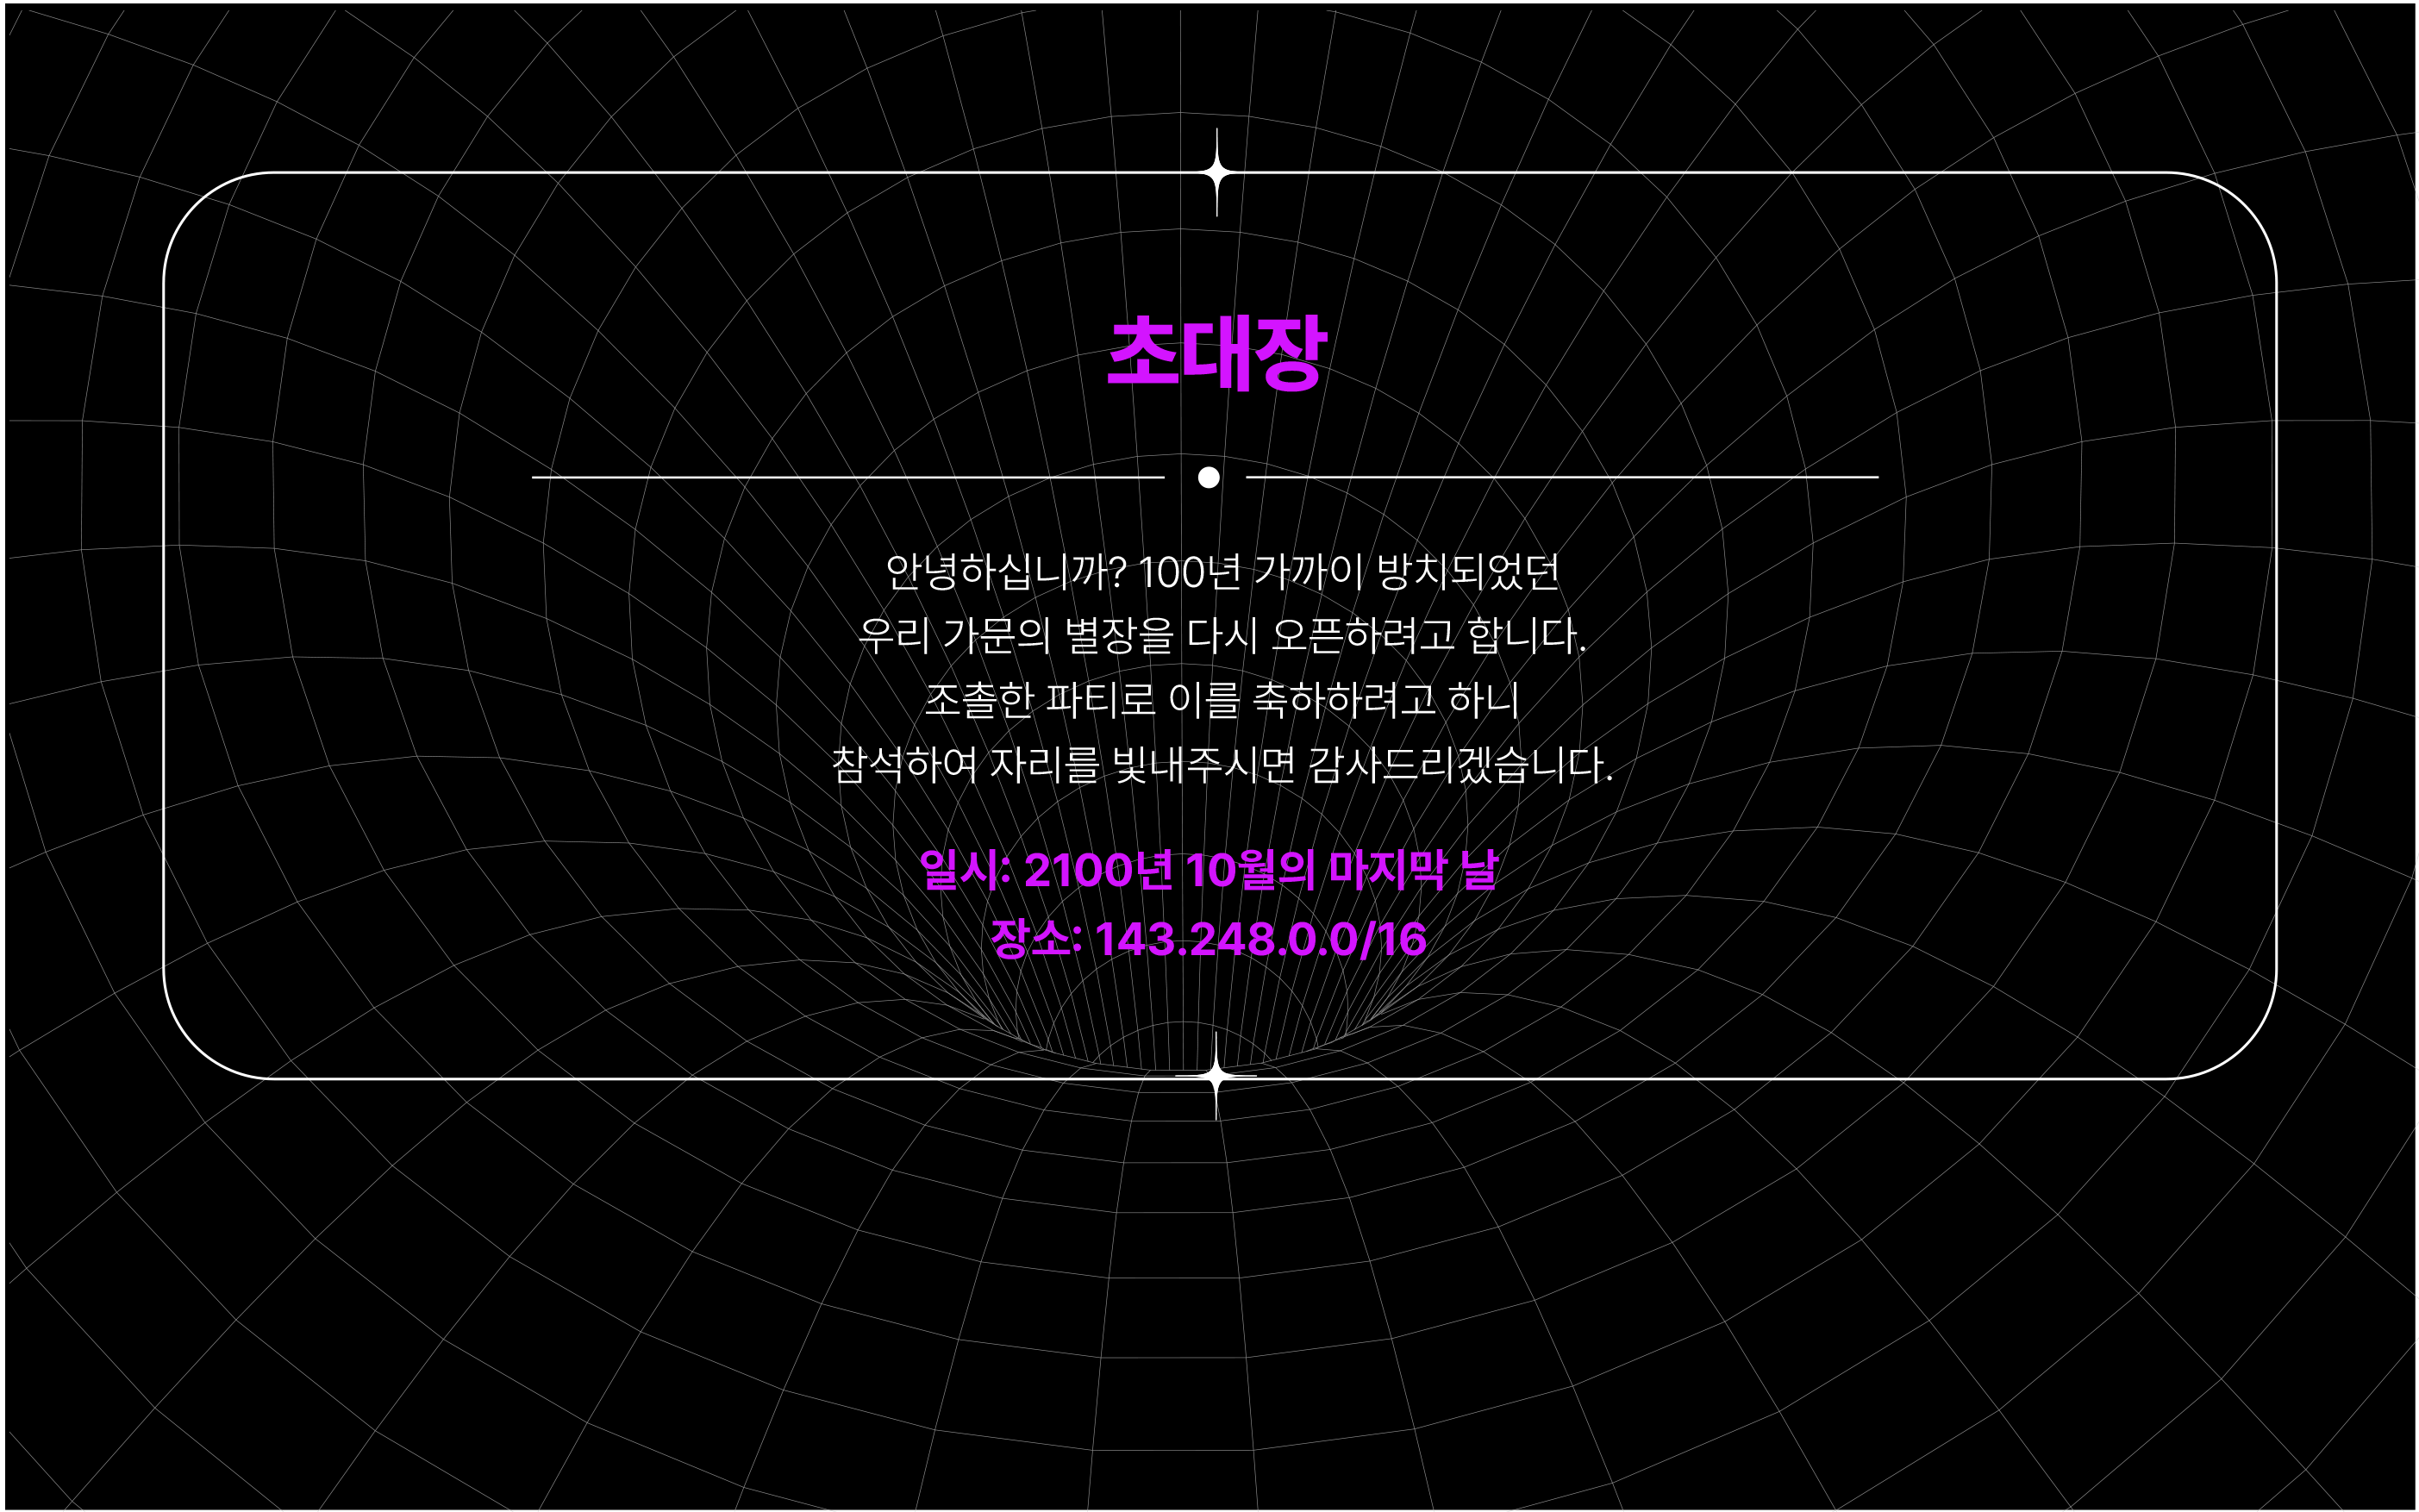 초대장
안녕하십니까? 100년 가까이 방치되었던
우리 가문의 별장을 다시 오픈하려고 합니다.
조촐한 파티로 이를 축하하려고 하니
참석하여 자리를 빛내주시면 감사드리겠습니다.
일시: 2100년 10월의 마지막 날
장소: 143.248.0.0/16